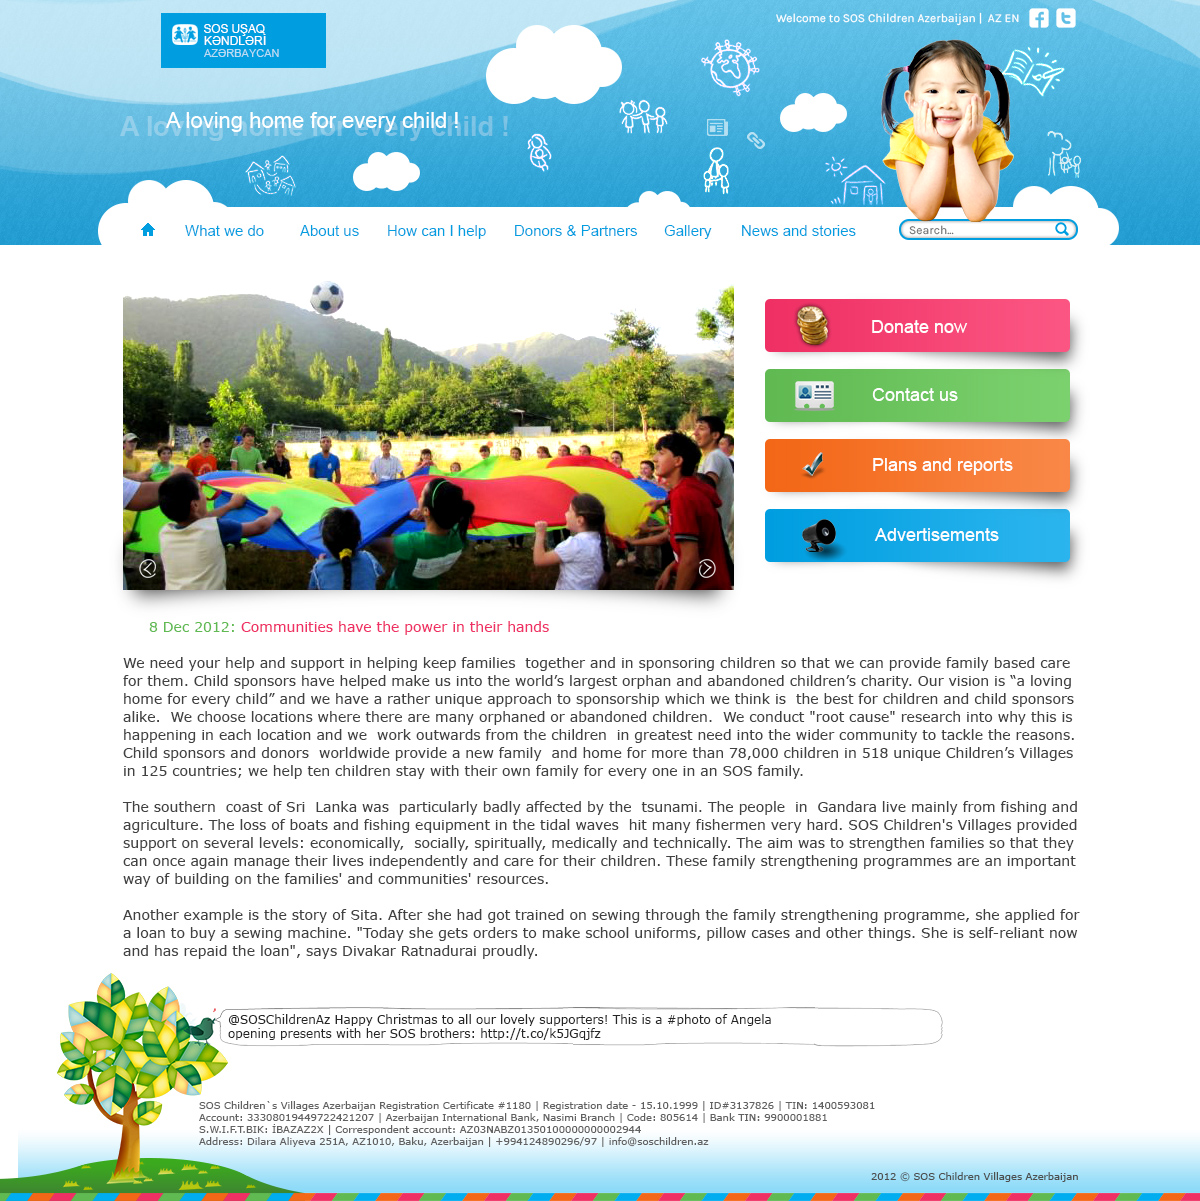 SOS UŞAQ
KƏNDLƏRİ
AZƏRBAYCAN
Welcome to SOS Children Azerbaijan | AZ EN
A loving home for every child !
A loving home for every child !
What we do About us How can I help Donors & Partners Gallery News and stories
Search...
Donate now
Contact us
Plans and reports
Advertisements
8 Dec 2012: Communities have the power in their hands
We need your help and support in helping keep families together and in sponsoring children so that we can provide family based care
for them. Child sponsors have helped make us into the world’s largest orphan and abandoned children’s charity. Our vision is “a loving
home for every child” and we have a rather unique approach to sponsorship which we think is the best for children and child sponsors
alike. We choose locations where there are many orphaned or abandoned children. We conduct "root cause" research into why this is
happening in each location and we work outwards from the children in greatest need into the wider community to tackle the reasons.
Child sponsors and donors worldwide provide a new family and home for more than 78,000 children in 518 unique Children’s Villages
in 125 countries; we help ten children stay with their own family for every one in an SOS family.
The southern coast of Sri Lanka was particularly badly affected by the tsunami. The people in Gandara live mainly from fishing and
agriculture. The loss of boats and fishing equipment in the tidal waves hit many fishermen very hard. SOS Children's Villages provided
support on several levels: economically, socially, spiritually, medically and technically. The aim was to strengthen families so that they
can once again manage their lives independently and care for their children. These family strengthening programmes are an important
way of building on the families' and communities' resources.
Another example is the story of Sita. After she had got trained on sewing through the family strengthening programme, she applied for
a loan to buy a sewing machine. "Today she gets orders to make school uniforms, pillow cases and other things. She is self-reliant now
and has repaid the loan", says Divakar Ratnadurai proudly.
@SOSChildrenAz Happy Christmas to all our lovely supporters! This is a #photo of Angela
opening presents with her SOS brothers: http://t.co/k5JGqjfz
SOS Children`s Villages Azerbaijan Registration Certificate #1180 | Registration date - 15.10.1999 | ID#3137826 | TIN: 1400593081
Account: 33308019449722421207 | Azerbaijan International Bank, Nasimi Branch | Code: 805614 | Bank TIN: 9900001881
S.W.I.F.T.BIK: İBAZAZ2X | Correspondent account: AZ03NABZ01350100000000002944
Address: Dilara Aliyeva 251A, AZ1010, Baku, Azerbaijan | +994124890296/97 | info@soschildren.az
2012 © SOS Children Villages Azerbaijan